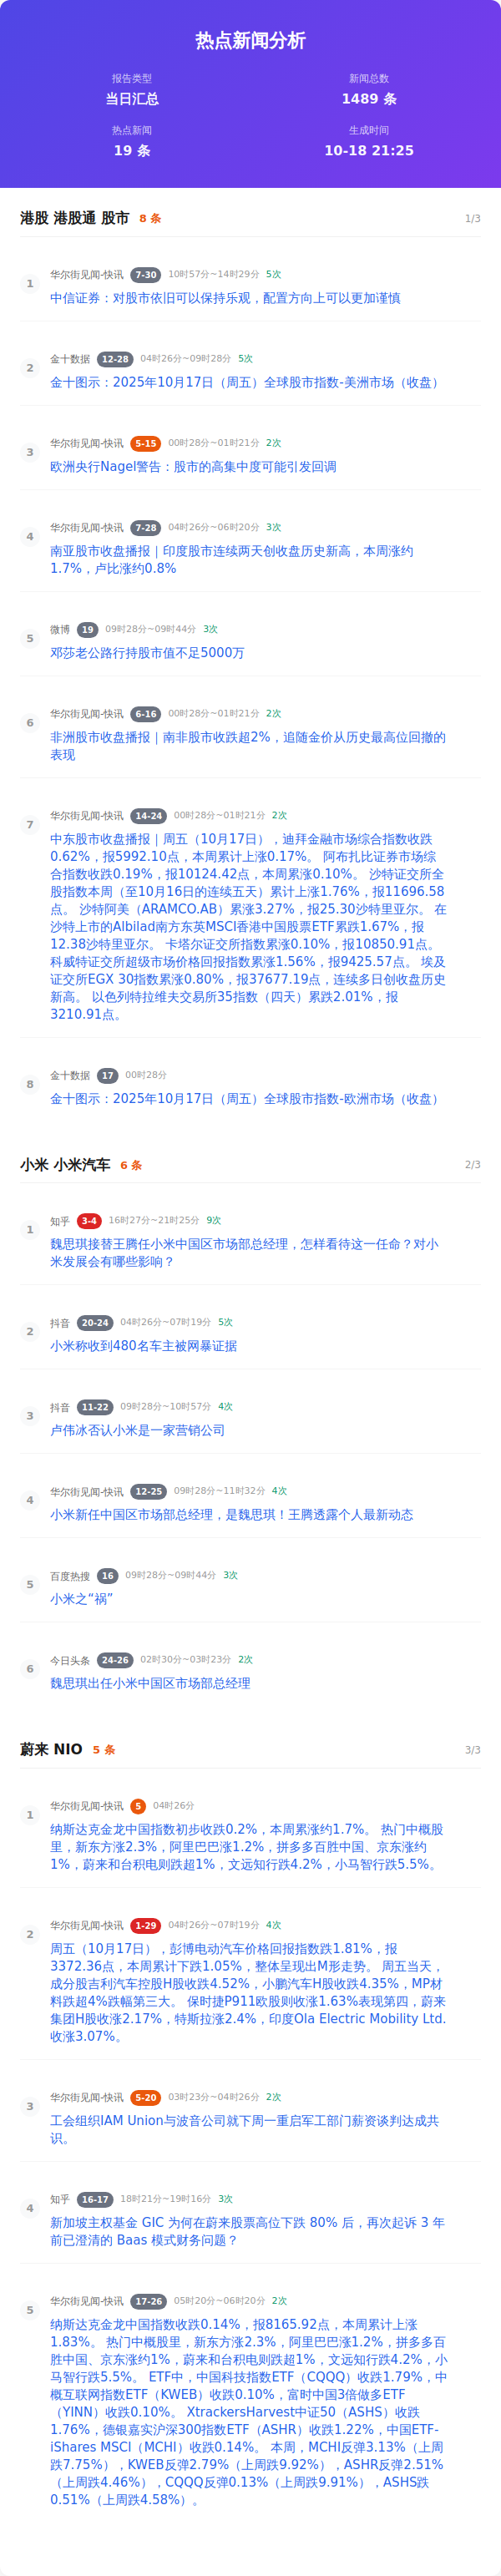 热点新闻分析
报告类型
当日汇总
新闻总数
1489 条
热点新闻
19 条
生成时间
10-18 21:25
港股 港股通 股市 8 条 1/3
1
华尔街见闻-快讯 7-30 10时57分~14时29分 5次
中信证券：对股市依旧可以保持乐观，配置方向上可以更加谨慎
2
金十数据 12-28 04时26分~09时28分 5次
金十图示：2025年10月17日（周五）全球股市指数-美洲市场（收盘）
3
华尔街见闻-快讯 5-15 00时28分~01时21分 2次
欧洲央行Nagel警告：股市的高集中度可能引发回调
4
华尔街见闻-快讯 7-28 04时26分~06时20分 3次
南亚股市收盘播报｜印度股市连续两天创收盘历史新高，本周涨约
1.7%，卢比涨约0.8%
5
微博 19 09时28分~09时44分 3次
邓莎老公路行持股市值不足5000万
6
华尔街见闻-快讯 6-16 00时28分~01时21分 2次
非洲股市收盘播报｜南非股市收跌超2%，追随金价从历史最高位回撤的
表现
7
华尔街见闻-快讯 14-24 00时28分~01时21分 2次
中东股市收盘播报｜周五（10月17日），迪拜金融市场综合指数收跌
0.62%，报5992.10点，本周累计上涨0.17%。 阿布扎比证券市场综
合指数收跌0.19%，报10124.42点，本周累涨0.10%。 沙特证交所全
股指数本周（至10月16日的连续五天）累计上涨1.76%，报11696.58
点。 沙特阿美（ARAMCO.AB）累涨3.27%，报25.30沙特里亚尔。 在
沙特上市的Albilad南方东英MSCI香港中国股票ETF累跌1.67%，报
12.38沙特里亚尔。 卡塔尔证交所指数累涨0.10%，报10850.91点。
科威特证交所超级市场价格回报指数累涨1.56%，报9425.57点。 埃及
证交所EGX 30指数累涨0.80%，报37677.19点，连续多日创收盘历史
新高。 以色列特拉维夫交易所35指数（四天）累跌2.01%，报
3210.91点。
8
金十数据 17 00时28分
金十图示：2025年10月17日（周五）全球股市指数-欧洲市场（收盘）
小米 小米汽车 6 条 2/3
1
知乎 3-4 16时27分~21时25分 9次
魏思琪接替王腾任小米中国区市场部总经理，怎样看待这一任命？对小
米发展会有哪些影响？
2
抖音 20-24 04时26分~07时19分 5次
小米称收到480名车主被网暴证据
3
抖音 11-22 09时28分~10时57分 4次
卢伟冰否认小米是一家营销公司
4
华尔街见闻-快讯 12-25 09时28分~11时32分 4次
小米新任中国区市场部总经理，是魏思琪！王腾透露个人最新动态
5
百度热搜 16 09时28分~09时44分 3次
小米之“祸”
6
今日头条 24-26 02时30分~03时23分 2次
魏思琪出任小米中国区市场部总经理
蔚来 NIO 5 条 3/3
1
华尔街见闻-快讯 5 04时26分
纳斯达克金龙中国指数初步收跌0.2%，本周累涨约1.7%。 热门中概股
里，新东方涨2.3%，阿里巴巴涨1.2%，拼多多百胜中国、京东涨约
1%，蔚来和台积电则跌超1%，文远知行跌4.2%，小马智行跌5.5%。
2
华尔街见闻-快讯 1-29 04时26分~07时19分 4次
周五（10月17日），彭博电动汽车价格回报指数跌1.81%，报
3372.36点，本周累计下跌1.05%，整体呈现出M形走势。 周五当天，
成分股吉利汽车控股H股收跌4.52%，小鹏汽车H股收跌4.35%，MP材
料跌超4%跌幅第三大。 保时捷P911欧股则收涨1.63%表现第四，蔚来
集团H股收涨2.17%，特斯拉涨2.4%，印度Ola Electric Mobility Ltd.
收涨3.07%。
3
华尔街见闻-快讯 5-20 03时23分~04时26分 2次
工会组织IAM Union与波音公司就下周一重启军工部门薪资谈判达成共
识。
4
知乎 16-17 18时21分~19时16分 3次
新加坡主权基金 GIC 为何在蔚来股票高位下跌 80% 后，再次起诉 3 年
前已澄清的 Baas 模式财务问题？
5
华尔街见闻-快讯 17-26 05时20分~06时20分 2次
纳斯达克金龙中国指数收跌0.14%，报8165.92点，本周累计上涨
1.83%。 热门中概股里，新东方涨2.3%，阿里巴巴涨1.2%，拼多多百
胜中国、京东涨约1%，蔚来和台积电则跌超1%，文远知行跌4.2%，小
马智行跌5.5%。 ETF中，中国科技指数ETF（CQQQ）收跌1.79%，中
概互联网指数ETF（KWEB）收跌0.10%，富时中国3倍做多ETF
（YINN）收跌0.10%。 XtrackersHarvest中证50（ASHS）收跌
1.76%，德银嘉实沪深300指数ETF（ASHR）收跌1.22%，中国ETF-
iShares MSCI（MCHI）收跌0.14%。 本周，MCHI反弹3.13%（上周
跌7.75%），KWEB反弹2.79%（上周跌9.92%），ASHR反弹2.51%
（上周跌4.46%），CQQQ反弹0.13%（上周跌9.91%），ASHS跌
0.51%（上周跌4.58%）。